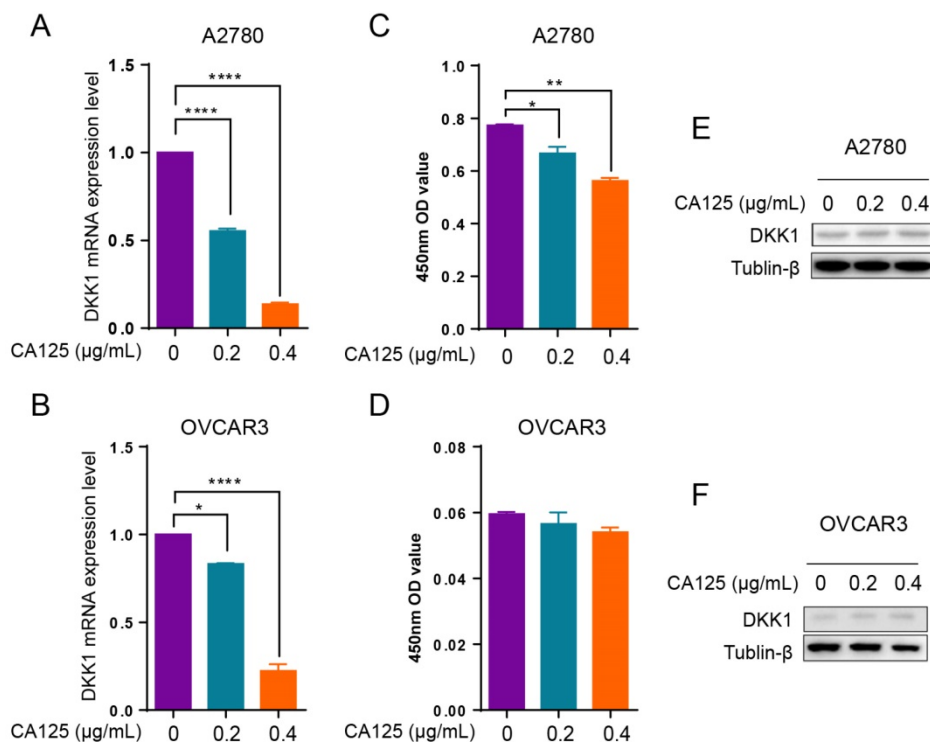 A
A2780
DKK1 mRNA expression level
1.5
1.0
0.5
0.0
****
****
CA125 (µg/mL) 0 0.2 0.4
B
OVCAR3
DKK1 mRNA expression level
1.5
1.0
0.5
0.0
****
*
CA125 (µg/mL) 0 0.2 0.4
C
A2780
450nm OD value
1.0
0.8
0.6
0.4
0.2
0.0
**
*
CA125 (µg/mL) 0 0.2 0.4
D
OVCAR3
450nm OD value
0.08
0.06
0.04
0.02
0.00
CA125 (µg/mL) 0 0.2 0.4
E
A2780
CA125 (µg/mL) 0 0.2 0.4
DKK1
Tublin-β
F
OVCAR3
CA125 (µg/mL) 0 0.2 0.4
DKK1
Tublin-β